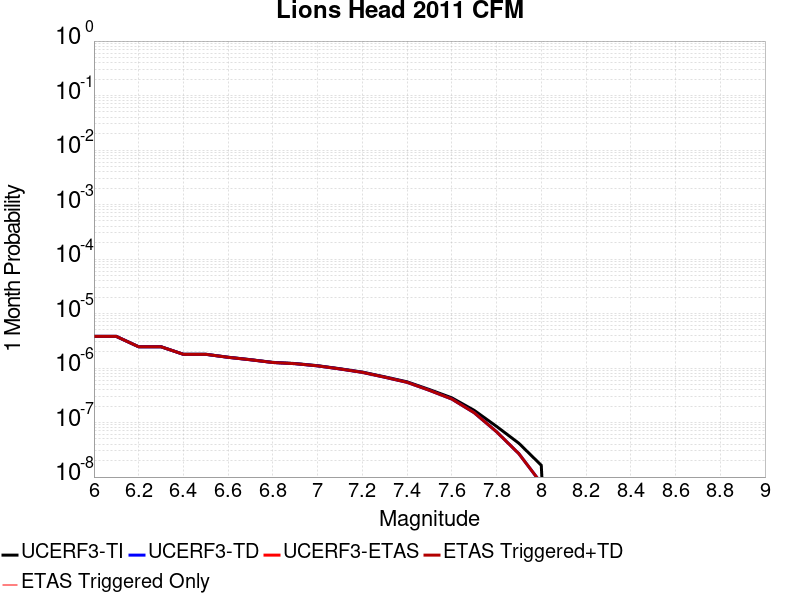 Lions Head 2011 CFM
10^0
10^-1
10^-2
10^-3
10^-4
10^-5
10^-6
10^-7
10^-8
1 Month Probability
6 6.2 6.4 6.6 6.8 7 7.2 7.4 7.6 7.8 8 8.2 8.4 8.6 8.8 9
Magnitude
UCERF3-TI UCERF3-TD UCERF3-ETAS ETAS Triggered+TD
ETAS Triggered Only